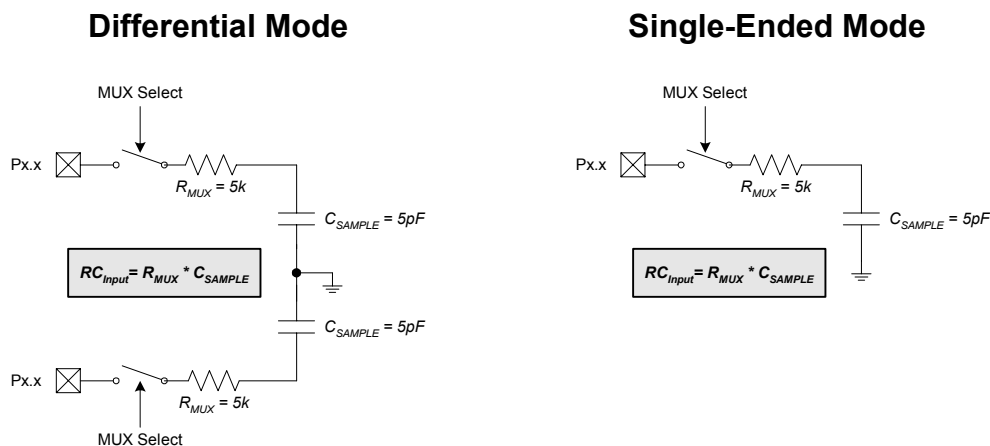 Differential Mode
MUX Select
Px.x
R_MUX = 5k
C_SAMPLE = 5pF
RC_Input= R_MUX * C_SAMPLE
C_SAMPLE = 5pF
Px.x
R_MUX = 5k
MUX Select
Single-Ended Mode
MUX Select
Px.x
R_MUX = 5k
C_SAMPLE = 5pF
RC_Input= R_MUX * C_SAMPLE